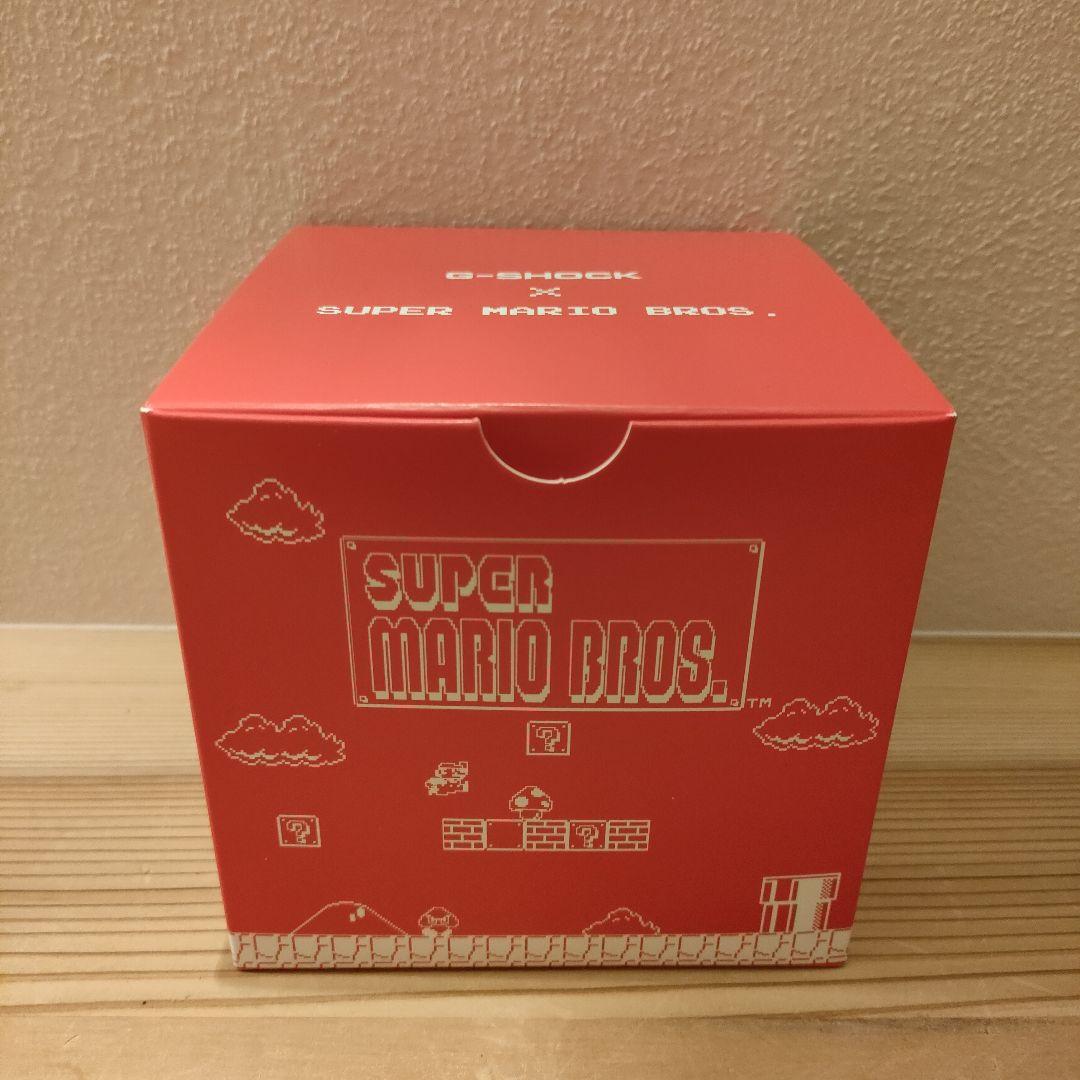 G-SHOCK
×
SUPER MARIO BROS.
SUPER
MARIO BROS.
TM
?
?
?